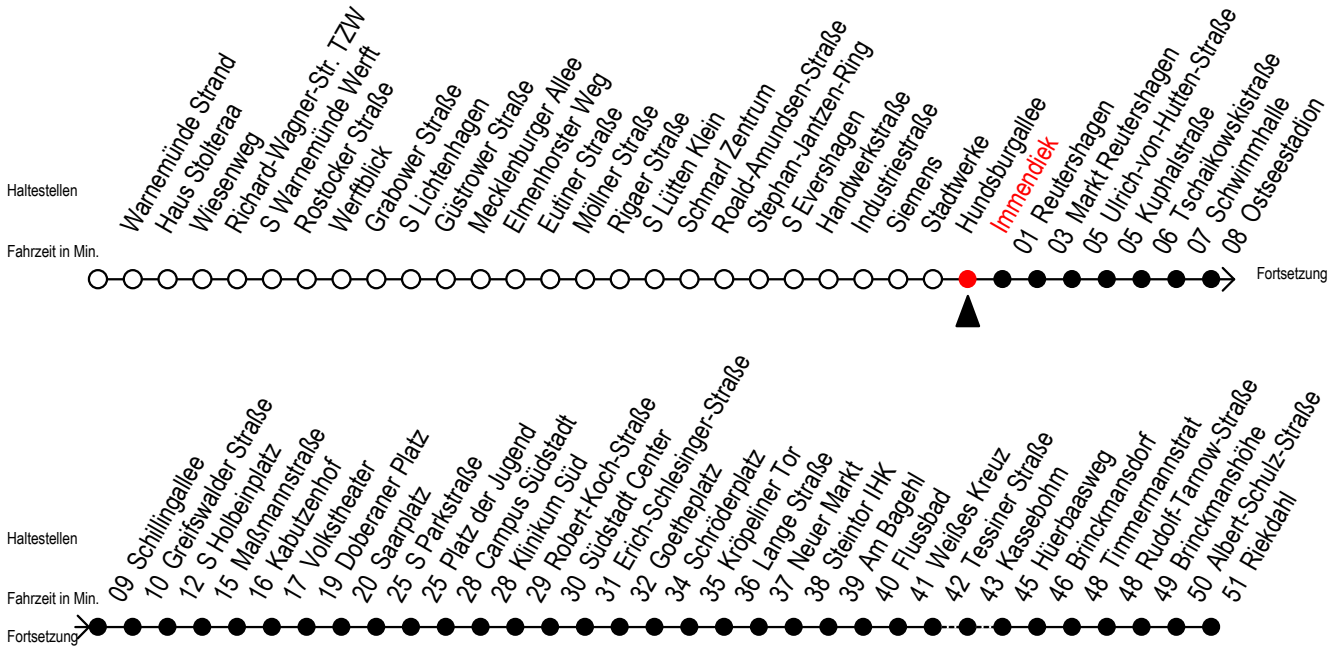 Haltestellen
Warnemünde Strand
Haus Stolteraa
Wiesenweg
Richard-Wagner-Str. TZW
S Warnemünde Werft
Rostocker Straße
Werftblick
Grabower Straße
S Lichtenhagen
Güstrower Straße
Mecklenburger Allee
Elmenhorster Weg
Eutiner Straße
Möllner Straße
Rigaer Straße
S Lütten Klein
Schmarl Zentrum
Roald-Amundsen-Straße
Stephan-Jantzen-Ring
S Evershagen
Handwerkstraße
Industriestraße
Siemens
Stadtwerke
Hundsburgallee
Immendiek
01 Reutershagen
03 Markt Reutershagen
05 Ulrich-von-Hutten-Straße
05 Kuphalstraße
06 Tschaikowskistraße
07 Schwimmhalle
08 Ostseestadion
Fahrzeit in Min.
Fortsetzung
Haltestellen
09 Schillingallee
10 Greifswalder Straße
12 S Holbeinplatz
15 Maßmannstraße
16 Kabutzenhof
17 Volkstheater
19 Doberaner Platz
20 Saarplatz
25 S Parkstraße
25 Platz der Jugend
28 Campus Südstadt
28 Klinikum Süd
29 Robert-Koch-Straße
30 Südstadt Center
31 Erich-Schlesinger-Straße
32 Goetheplatz
34 Schröderplatz
35 Kröpeliner Tor
36 Lange Straße
37 Neuer Markt
38 Steintor IHK
39 Am Bagehl
40 Flussbad
41 Weißes Kreuz
42 Tessiner Straße
43 Kassebohm
45 Hüerbaasweg
46 Brinckmansdorf
48 Timmermannstrat
48 Rudolf-Tarnow-Straße
49 Brinckmanshöhe
50 Albert-Schulz-Straße
51 Riekdahl
Fahrzeit in Min.
Fortsetzung